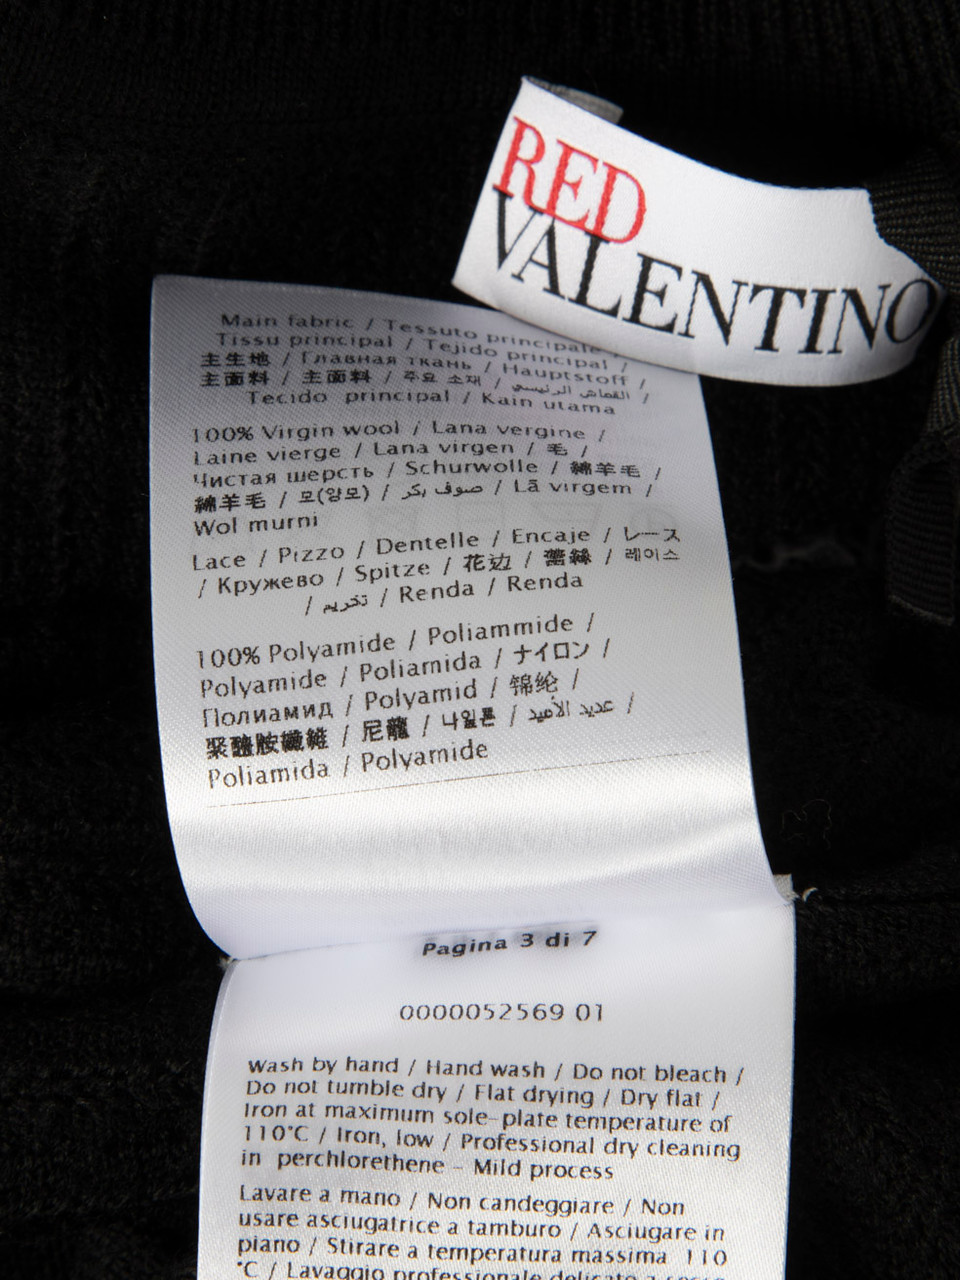 RED
VALENTINO
Main fabric / Tessuto principale /
Tissu principal / Tejido principal /
主生地 / Главная ткань / Hauptstoff /
主面料 / 主面料 / 주요 소재 / القماش الرئيسي /
Tecido principal / Kain utama
100% Virgin wool / Lana vergine /
Laine vierge / Lana virgen / 毛 /
Чистая шерсть / Schurwolle / 綿羊毛 /
綿羊毛 / 모(양모) / صوف بكر / Lã virgem /
Wol murni
Lace / Pizzo / Dentelle / Encaje / レース
/ Кружево / Spitze / 花边 / 蕾絲 / 레이스
/ تخريم / Renda / Renda
100% Polyamide / Poliammide /
Polyamide / Poliamida / ナイロン /
Полиамид / Polyamid / 锦纶 /
聚醯胺纖維 / 尼龍 / 나일론 / عديد الأميد /
Poliamida / Polyamide
Pagina 3 di 7
0000052569 01
Wash by hand / Hand wash / Do not bleach /
Do not tumble dry / Flat drying / Dry flat /
Iron at maximum sole-plate temperature of
110°C / Iron, low / Professional dry cleaning
in perchlorethene - Mild process
Lavare a mano / Non candeggiare / Non
usare asciugatrice a tamburo / Asciugare in
piano / Stirare a temperatura massima 110
°C / Lavaggio professionale delicato a secco